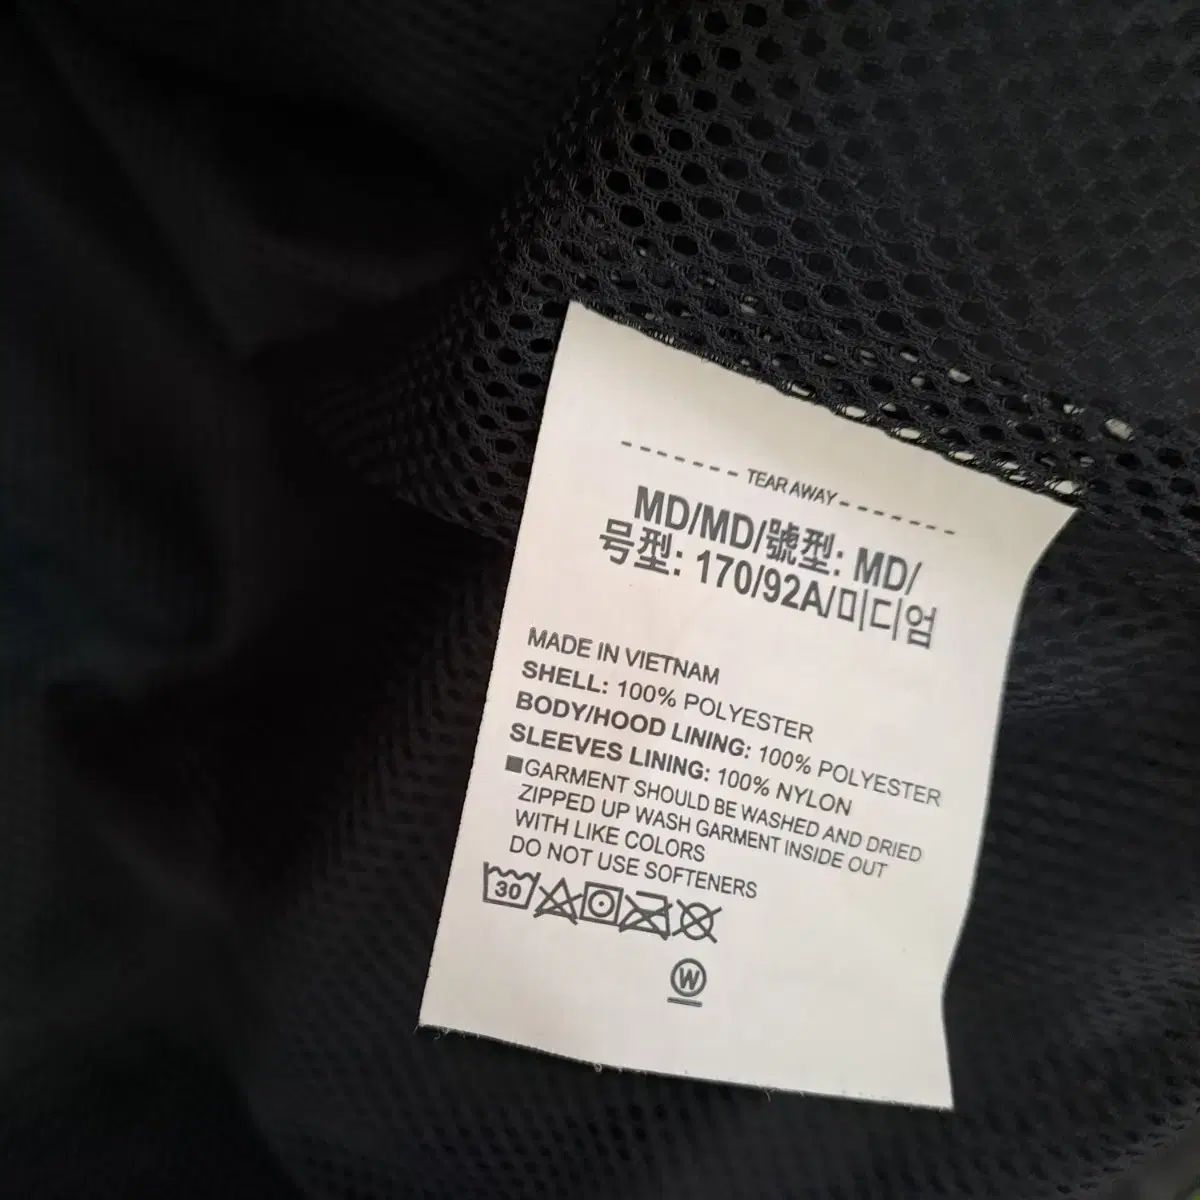 TEAR AWAY
MD/MD/號型: MD/
号型: 170/92A/미디엄
MADE IN VIETNAM
SHELL: 100% POLYESTER
BODY/HOOD LINING: 100% POLYESTER
SLEEVES LINING: 100% NYLON
■GARMENT SHOULD BE WASHED AND DRIED
ZIPPED UP WASH GARMENT INSIDE OUT
WITH LIKE COLORS
DO NOT USE SOFTENERS
30
W